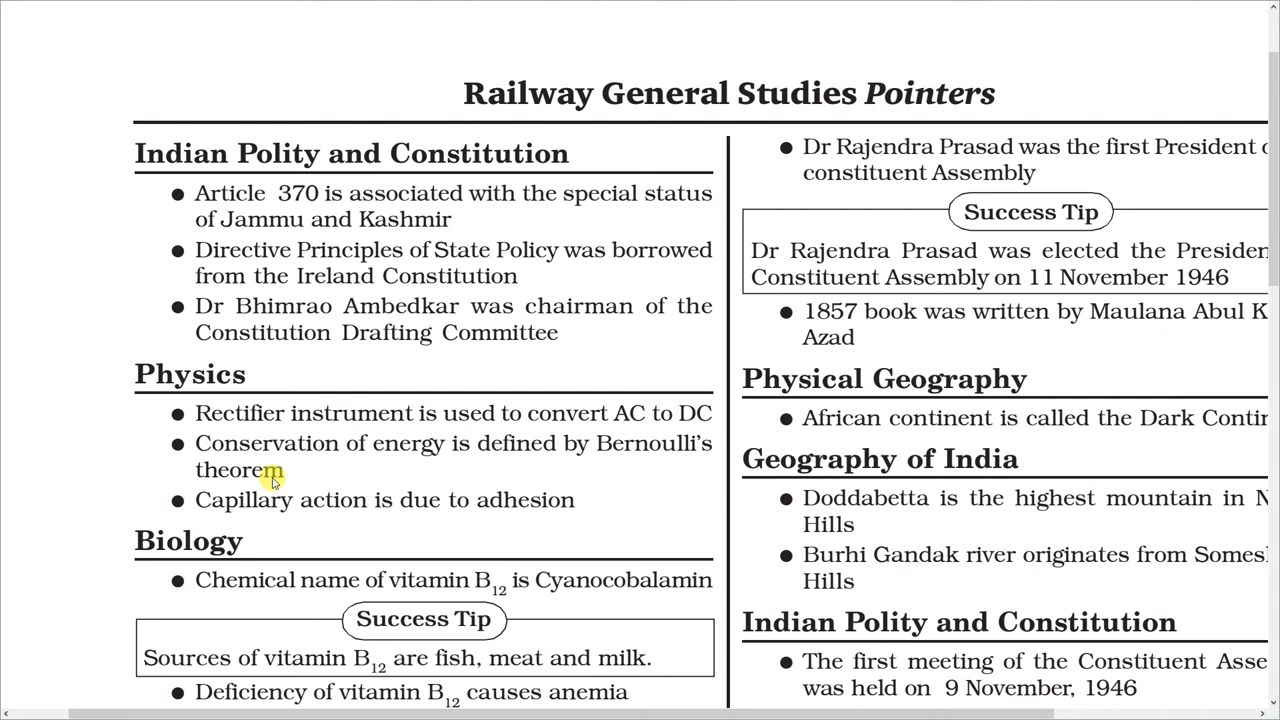 Railway General Studies Pointers
Indian Polity and Constitution
● Article 370 is associated with the special status
of Jammu and Kashmir
● Directive Principles of State Policy was borrowed
from the Ireland Constitution
● Dr Bhimrao Ambedkar was chairman of the
Constitution Drafting Committee
Physics
● Rectifier instrument is used to convert AC to DC
● Conservation of energy is defined by Bernoulli's
theorem
● Capillary action is due to adhesion
Biology
● Chemical name of vitamin B12 is Cyanocobalamin
Success Tip
Sources of vitamin B12 are fish, meat and milk.
● Deficiency of vitamin B12 causes anemia
● Dr Rajendra Prasad was the first President
constituent Assembly
Success Tip
Dr Rajendra Prasad was elected the
Constituent Assembly on 11 November 1946
● 1857 book was written by Maulana Abul
Azad
Physical Geography
● African continent is called the Dark
Geography of India
● Doddabetta is the highest mountain in
Hills
● Burhi Gandak river originates from
Hills
Indian Polity and Constitution
● The first meeting of the Constituent
was held on 9 November, 1946